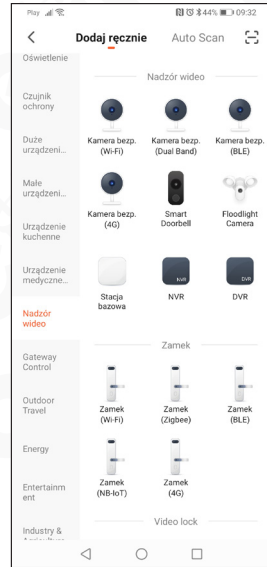 Play 44% 09:32
Dodaj ręcznie Auto Scan
Oświetlenie
Czujnik
ochrony
Duże
urządzeni...
Małe
urządzeni...
Urządzenie
kuchenne
Urządzenie
medyczne...
Nadzór
wideo
Gateway
Control
Outdoor
Travel
Energy
Entertainm
ent
Industry &
Nadzór wideo
Kamera bezp.
(Wi-Fi)
Kamera bezp.
(Dual Band)
Kamera bezp.
(BLE)
Kamera bezp.
(4G)
Smart
Doorbell
Floodlight
Camera
Stacja
bazowa
NVR
NVR
DVR
DVR
Zamek
Zamek
(Wi-Fi)
Zamek
(Zigbee)
Zamek
(BLE)
Zamek
(NB-IoT)
Zamek
(4G)
Video lock